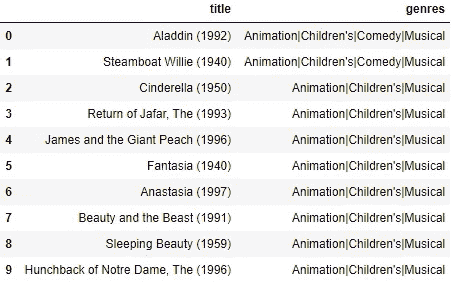 title genres
0 Aladdin (1992) Animation|Children's|Comedy|Musical
1 Steamboat Willie (1940) Animation|Children's|Comedy|Musical
2 Cinderella (1950) Animation|Children's|Musical
3 Return of Jafar, The (1993) Animation|Children's|Musical
4 James and the Giant Peach (1996) Animation|Children's|Musical
5 Fantasia (1940) Animation|Children's|Musical
6 Anastasia (1997) Animation|Children's|Musical
7 Beauty and the Beast (1991) Animation|Children's|Musical
8 Sleeping Beauty (1959) Animation|Children's|Musical
9 Hunchback of Notre Dame, The (1996) Animation|Children's|Musical